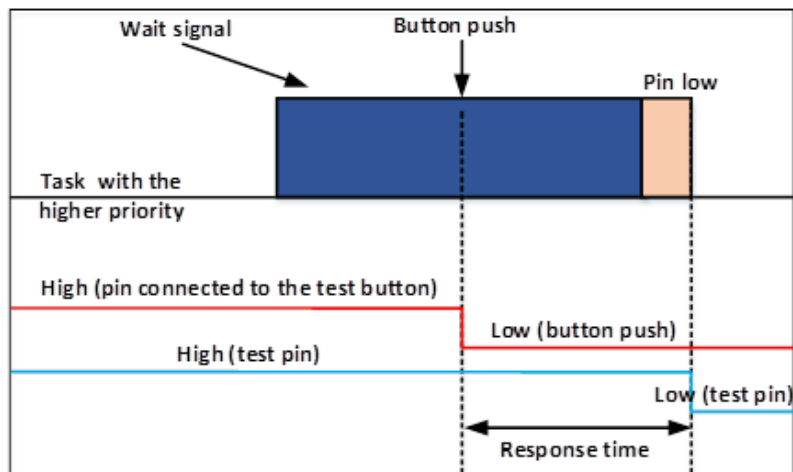 Wait signal
Button push
Pin low
Task with the
higher priority
High (pin connected to the test button)
Low (button push)
High (test pin)
Low (test pin)
Response time